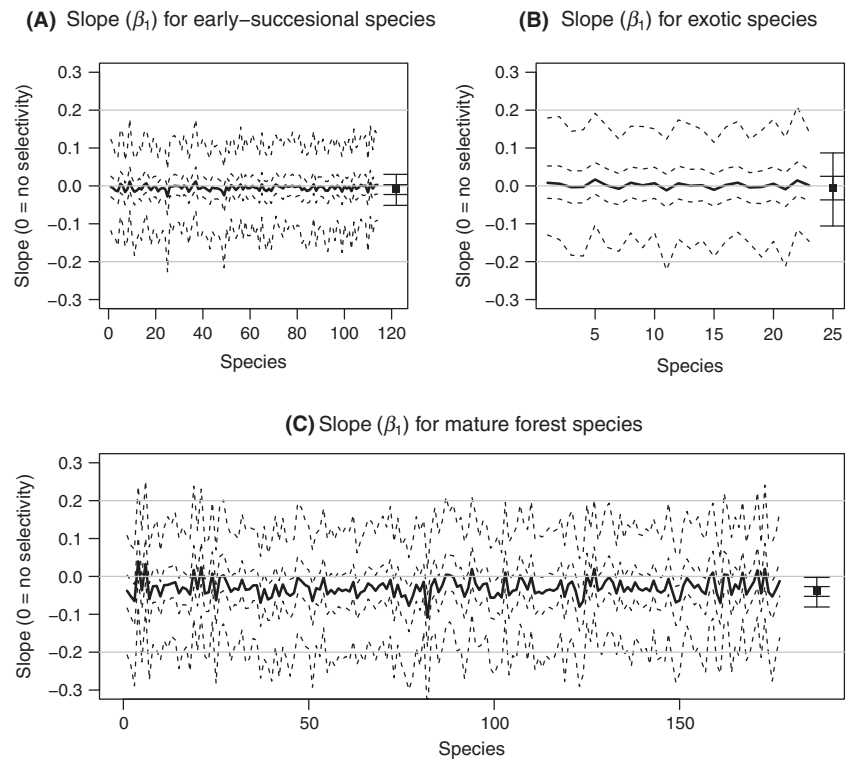 (A) Slope (β₁) for early−succesional species
Slope (0 = no selectivity)
0.3
0.2
0.1
0.0
−0.1
−0.2
−0.3
0 20 40 60 80 100 120
Species
(B) Slope (β₁) for exotic species
Slope (0 = no selectivity)
0.3
0.2
0.1
0.0
−0.1
−0.2
−0.3
5 10 15 20 25
Species
(C) Slope (β₁) for mature forest species
Slope (0 = no selectivity)
0.3
0.2
0.1
0.0
−0.1
−0.2
−0.3
0 50 100 150
Species